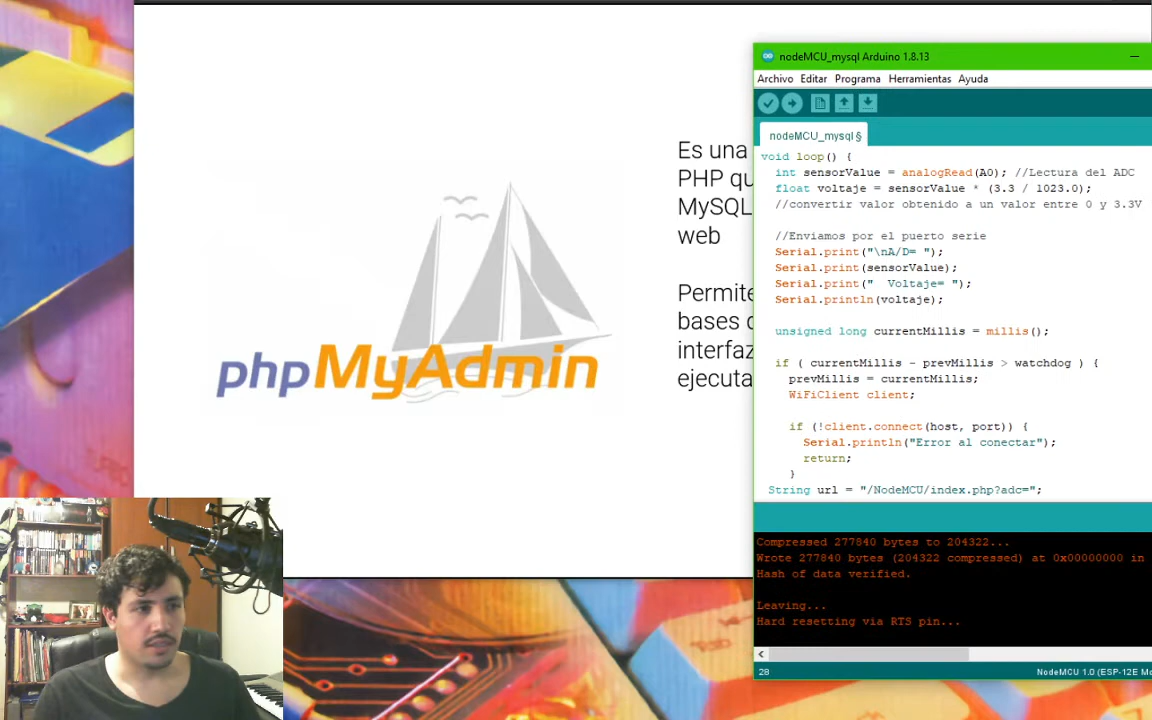 phpMyAdmin
Es una
PHP qu
MySQL
web
Permite
bases d
interfaz
ejecuta
nodeMCU_mysql Arduino 1.8.13
Archivo Editar Programa Herramientas Ayuda
nodeMCU_mysql §
void loop() {
int sensorValue = analogRead(A0); //Lectura del ADC
float voltaje = sensorValue * (3.3 / 1023.0);
//convertir valor obtenido a un valor entre 0 y 3.3V
//Enviamos por el puerto serie
Serial.print("\nA/D= ");
Serial.print(sensorValue);
Serial.print("  Voltaje= ");
Serial.println(voltaje);
unsigned long currentMillis = millis();
if ( currentMillis - prevMillis > watchdog ) {
prevMillis = currentMillis;
WiFiClient client;
if (!client.connect(host, port)) {
Serial.println("Error al conectar");
return;
}
String url = "/NodeMCU/index.php?adc=";
Compressed 277840 bytes to 204322...
Wrote 277840 bytes (204322 compressed) at 0x00000000 in
Hash of data verified.
Leaving...
Hard resetting via RTS pin...
28
NodeMCU 1.0 (ESP-12E Mo